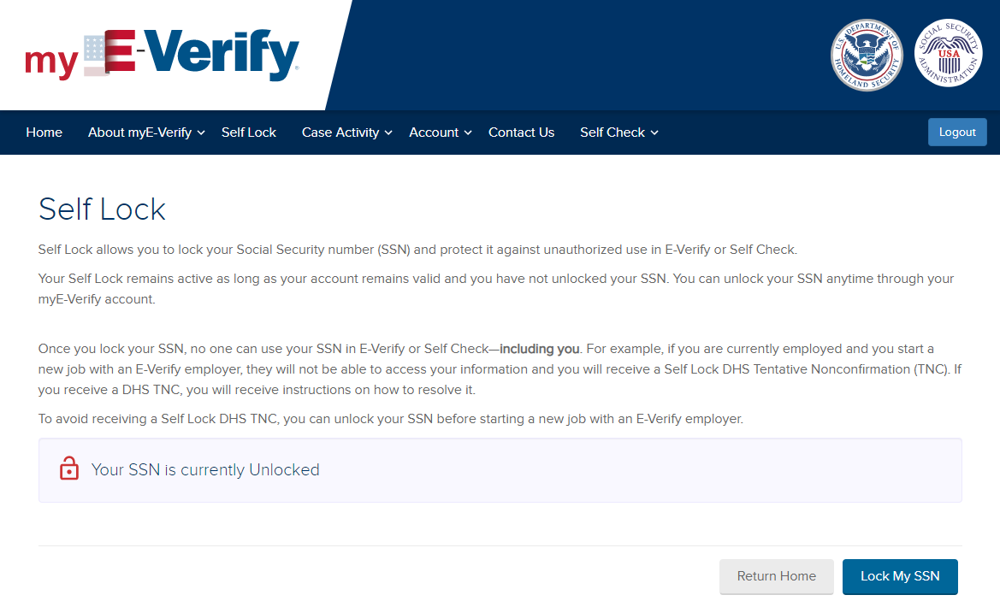 my E-Verify®
U.S. DEPARTMENT OF HOMELAND SECURITY
SOCIAL SECURITY ADMINISTRATION
USA
Home About myE-Verify Self Lock Case Activity Account Contact Us Self Check Logout
Self Lock
Self Lock allows you to lock your Social Security number (SSN) and protect it against unauthorized use in E-Verify or Self Check.
Your Self Lock remains active as long as your account remains valid and you have not unlocked your SSN. You can unlock your SSN anytime through your
myE-Verify account.
Once you lock your SSN, no one can use your SSN in E-Verify or Self Check—including you. For example, if you are currently employed and you start a
new job with an E-Verify employer, they will not be able to access your information and you will receive a Self Lock DHS Tentative Nonconfirmation (TNC). If
you receive a DHS TNC, you will receive instructions on how to resolve it.
To avoid receiving a Self Lock DHS TNC, you can unlock your SSN before starting a new job with an E-Verify employer.
Your SSN is currently Unlocked
Return Home Lock My SSN